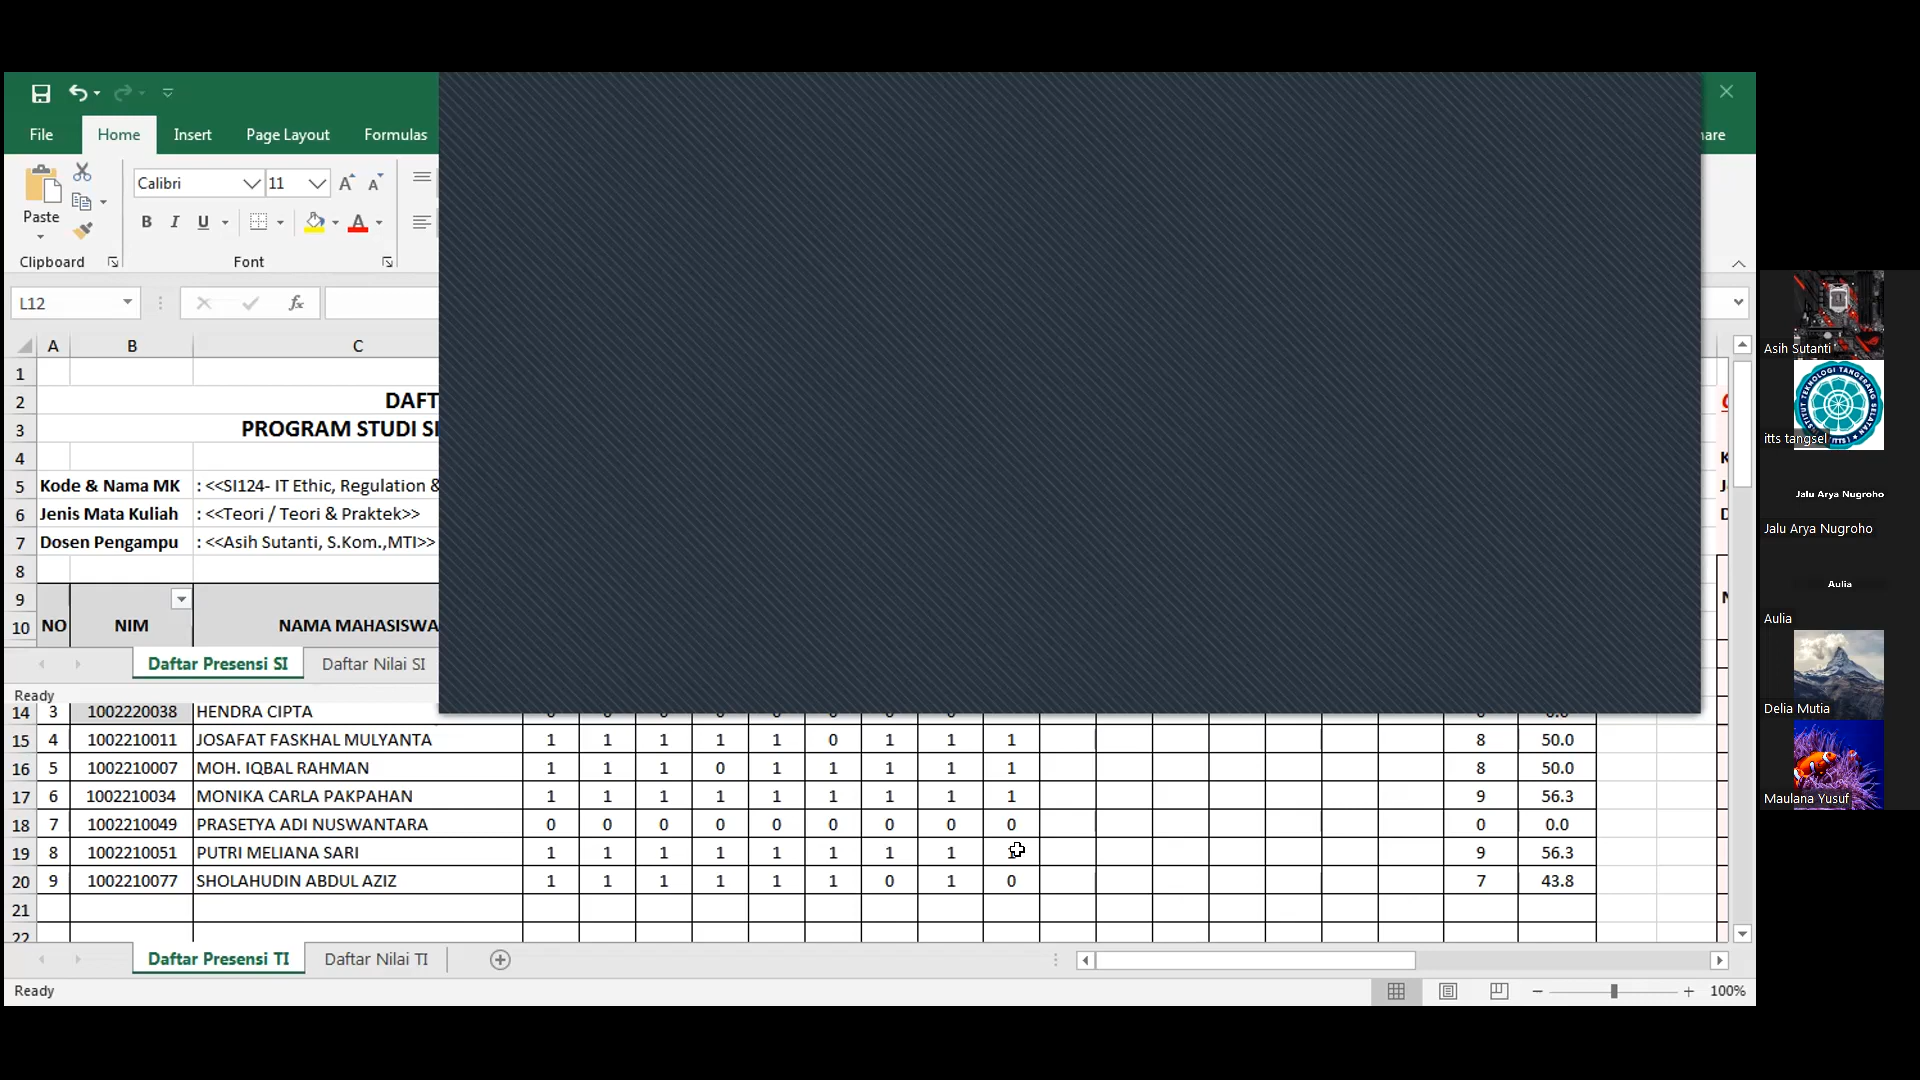 File Home Insert Page Layout Formulas
Calibri 11
Paste
B I U A
Clipboard Font
L12 fx
A B C
1
2 DAFT
3 PROGRAM STUDI
4
5 Kode & Nama MK : <<SI124- IT Ethic, Regulation &
6 Jenis Mata Kuliah : <<Teori / Teori & Praktek>>
7 Dosen Pengampu : <<Asih Sutanti, S.Kom.,MTI>>
8
9
10 NO NIM NAMA MAHASISWA
Daftar Presensi SI Daftar Nilai SI
Ready
14 3 1002220038 HENDRA CIPTA
15 4 1002210011 JOSAFAT FASKHAL MULYANTA 1 1 1 1 1 0 1 1 1 8 50.0
16 5 1002210007 MOH. IQBAL RAHMAN 1 1 1 0 1 1 1 1 1 8 50.0
17 6 1002210034 MONIKA CARLA PAKPAHAN 1 1 1 1 1 1 1 1 1 9 56.3
18 7 1002210049 PRASETYA ADI NUSWANTARA 0 0 0 0 0 0 0 0 0 0 0.0
19 8 1002210051 PUTRI MELIANA SARI 1 1 1 1 1 1 1 1 1 9 56.3
20 9 1002210077 SHOLAHUDIN ABDUL AZIZ 1 1 1 1 1 1 0 1 0 7 43.8
21
22
Daftar Presensi TI Daftar Nilai TI
Ready 100%
Asih Sutanti
INSTITUT TEKNOLOGI TANGERANG SELATAN
(ITTS)
itts tangsel
Jalu Arya Nugroho
Jalu Arya Nugroho
Aulia
Aulia
Delia Mutia
Maulana Yusuf